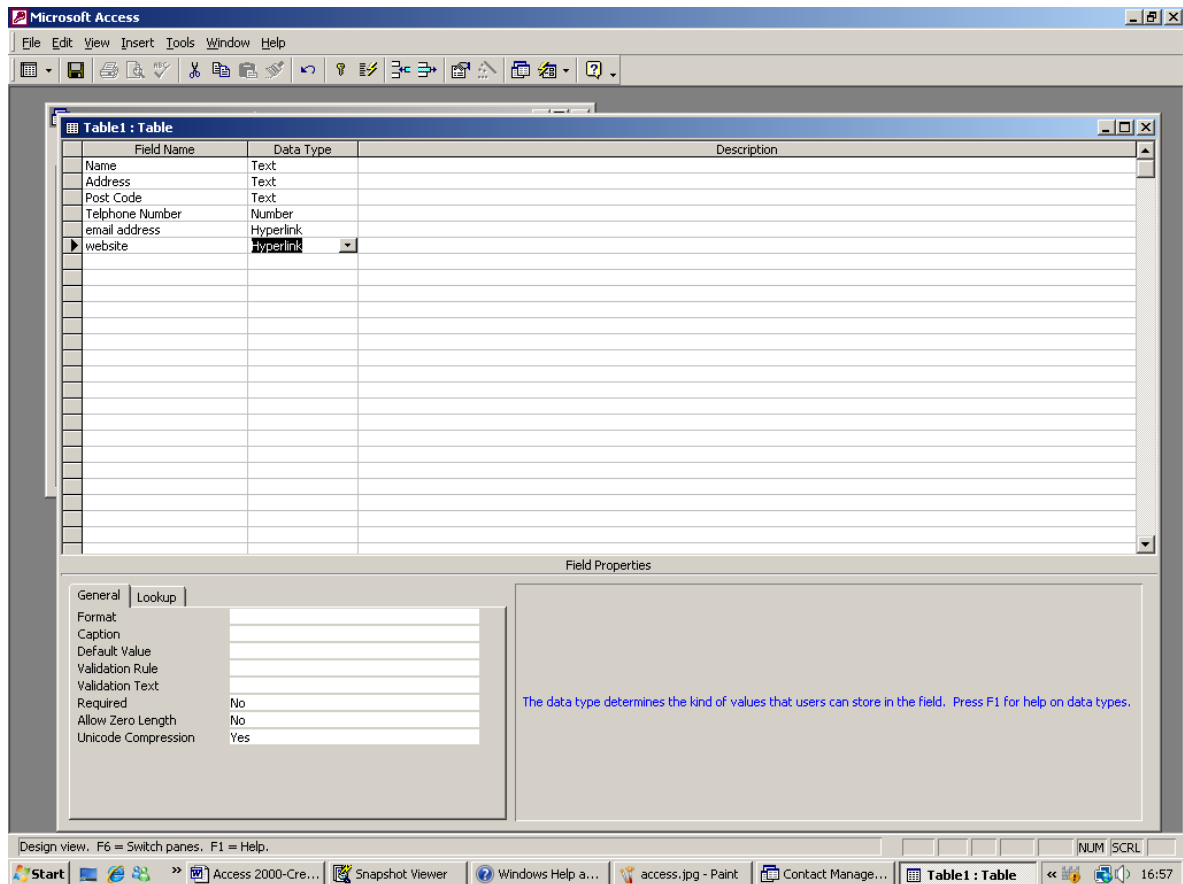 Microsoft Access
File Edit View Insert Tools Window Help
Table1 : Table
Field Name Data Type Description
Name Text
Address Text
Post Code Text
Telphone Number Number
email address Hyperlink
website Hyperlink
Field Properties
General Lookup
Format
Caption
Default Value
Validation Rule
Validation Text
Required No
Allow Zero Length No
Unicode Compression Yes
The data type determines the kind of values that users can store in the field. Press F1 for help on data types.
Design view. F6 = Switch panes. F1 = Help. NUM SCRL
Start » Access 2000-Cre... Snapshot Viewer Windows Help a... access.jpg - Paint Contact Manage... Table1 : Table « 16:57